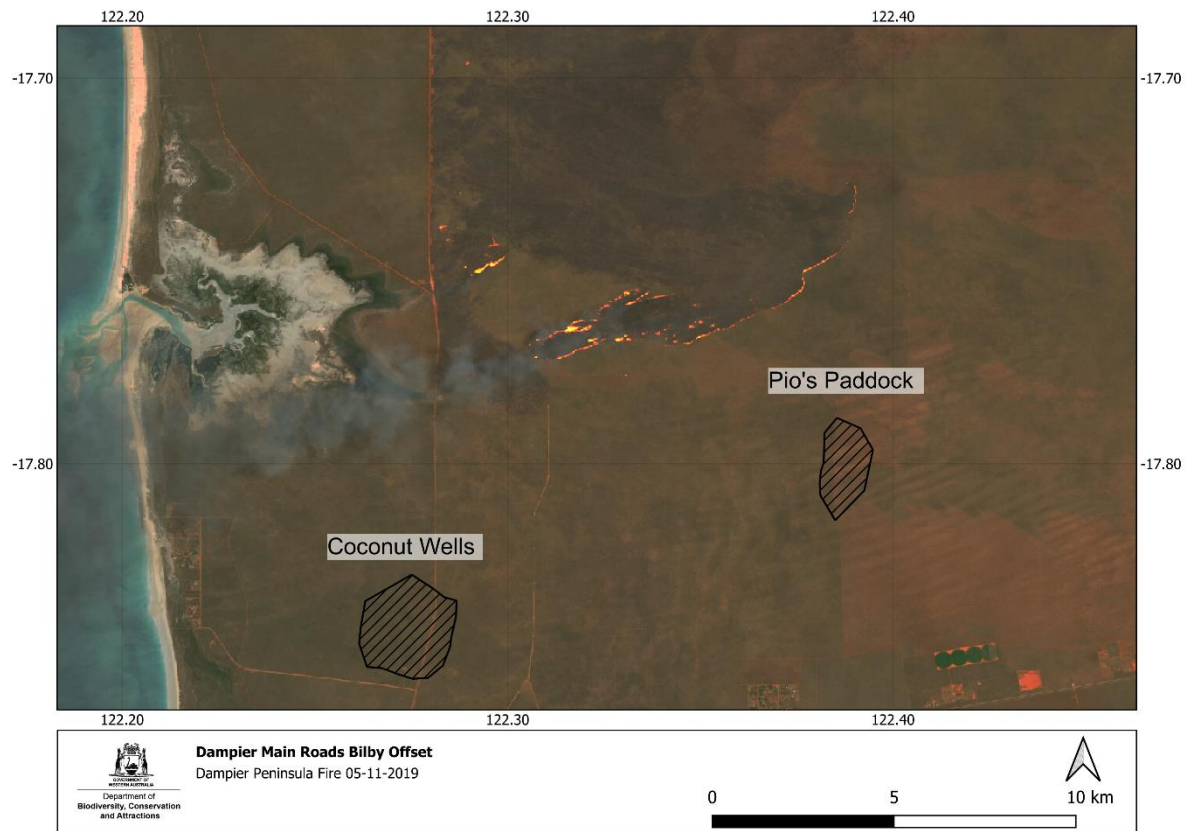 122.20 122.30 122.40
-17.70 -17.70
Pio's Paddock
-17.80 -17.80
Coconut Wells
122.20 122.30 122.40
Dampier Main Roads Bilby Offset
Dampier Peninsula Fire 05-11-2019
GOVERNMENT OF
WESTERN AUSTRALIA
Department of
Biodiversity, Conservation
and Attractions
0 5 10 km